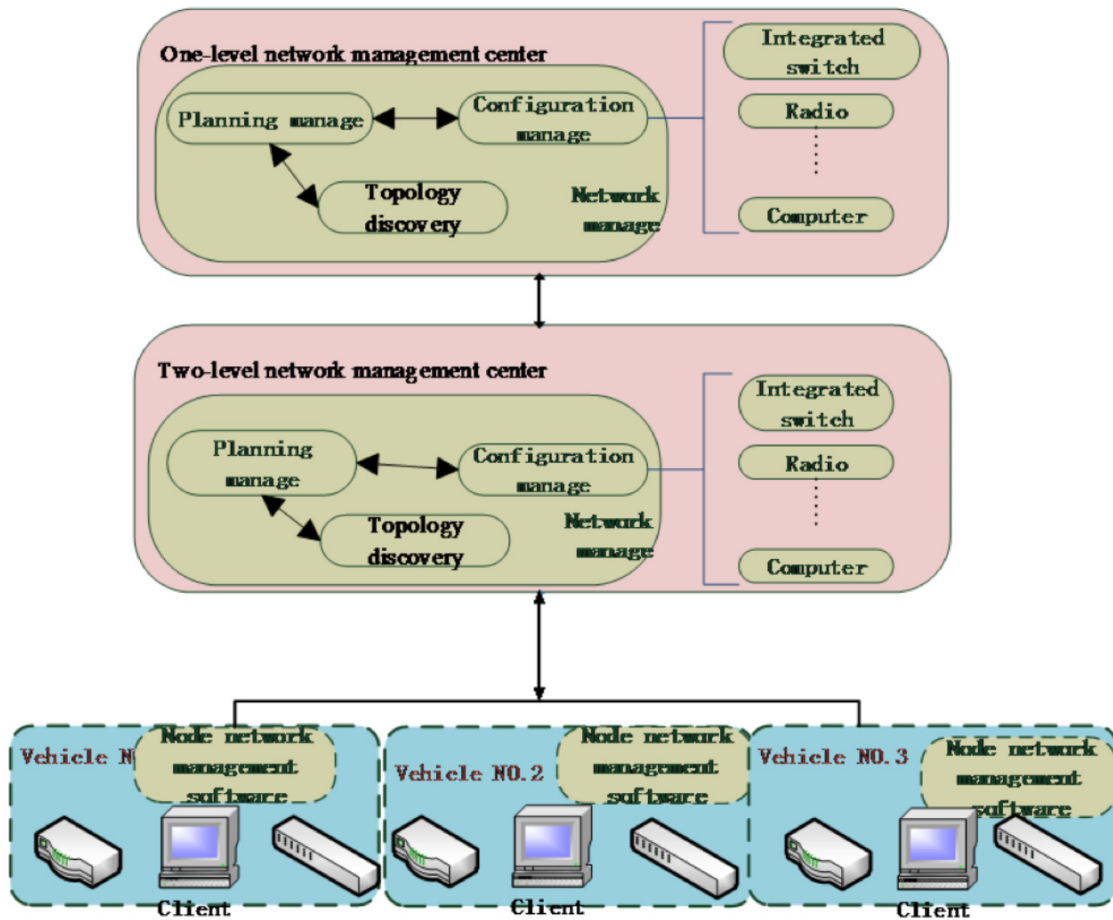 One-level network management center
Planning manage
Configuration
manage
Topology
discovery
Network
manage
Integrated
switch
Radio
Computer
Two-level network management center
Planning
manage
Configuration
manage
Topology
discovery
Network
manage
Integrated
switch
Radio
Computer
Vehicle N
Node network
management
software
Client
Vehicle NO.2
Node network
management
software
Client
Vehicle NO.3
Node network
management
software
Client